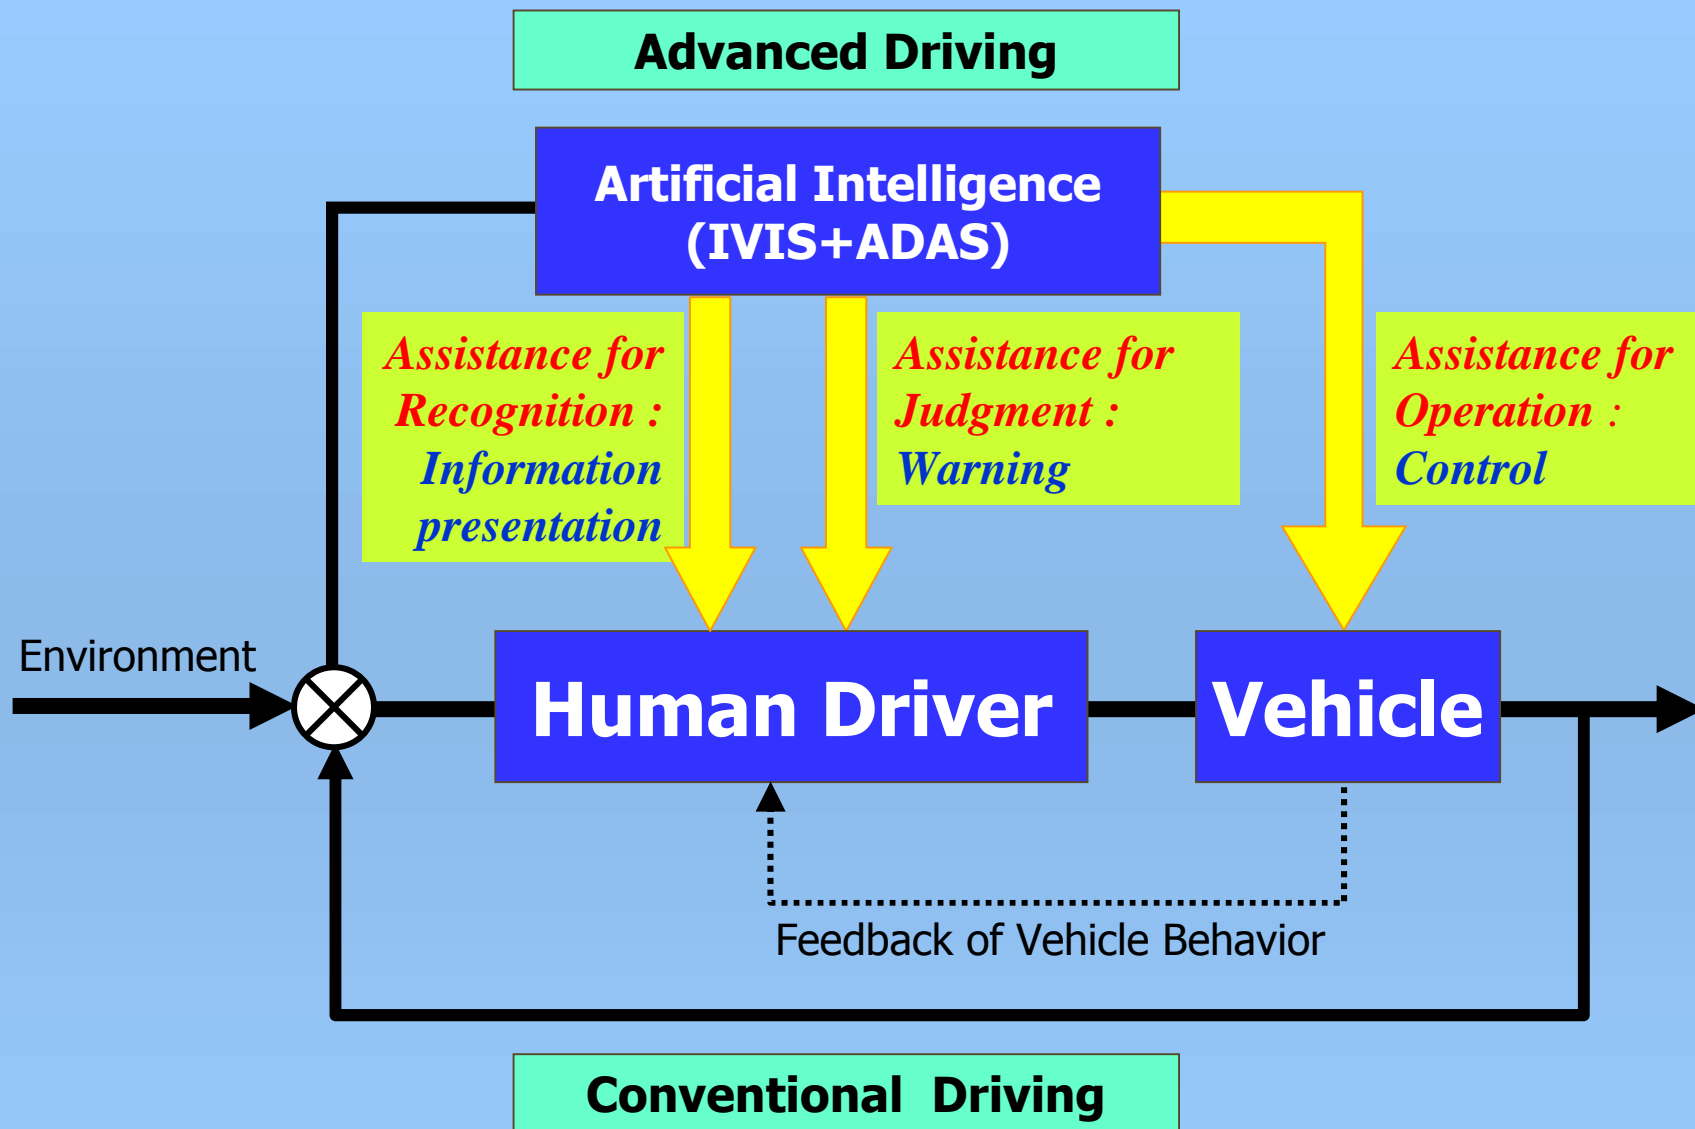 Advanced Driving
Artificial Intelligence
(IVIS+ADAS)
Assistance for
Recognition :
Information
presentation
Assistance for
Judgment :
Warning
Assistance for
Operation :
Control
Environment
Human Driver
Vehicle
Feedback of Vehicle Behavior
Conventional Driving